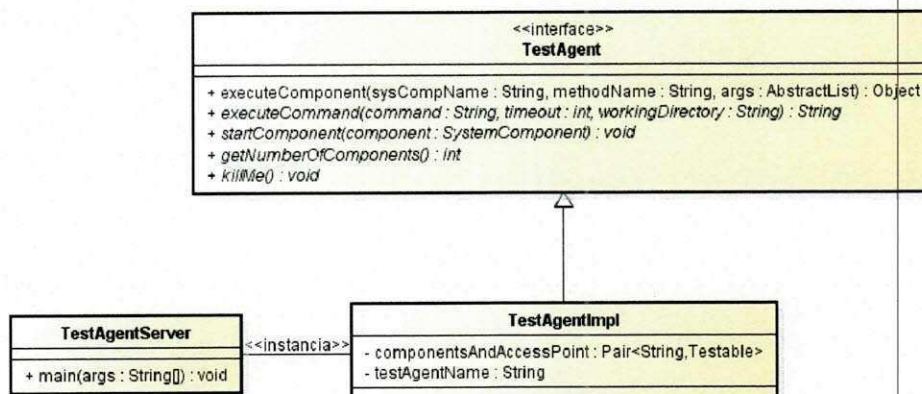 <<interface>>
TestAgent
+ executeComponent(sysCompName : String, methodName : String, args : AbstractList) : Object
+ executeCommand(command : String, timeout : int, workingDirectory : String) : String
+ startComponent(component : SystemComponent) : void
+ getNumberOfComponents() : int
+ killMe() : void
TestAgentServer
+ main(args : String[]) : void
<<instancia>>
TestAgentImpl
- componentsAndAccessPoint : Pair<String,Testable>
- testAgentName : String